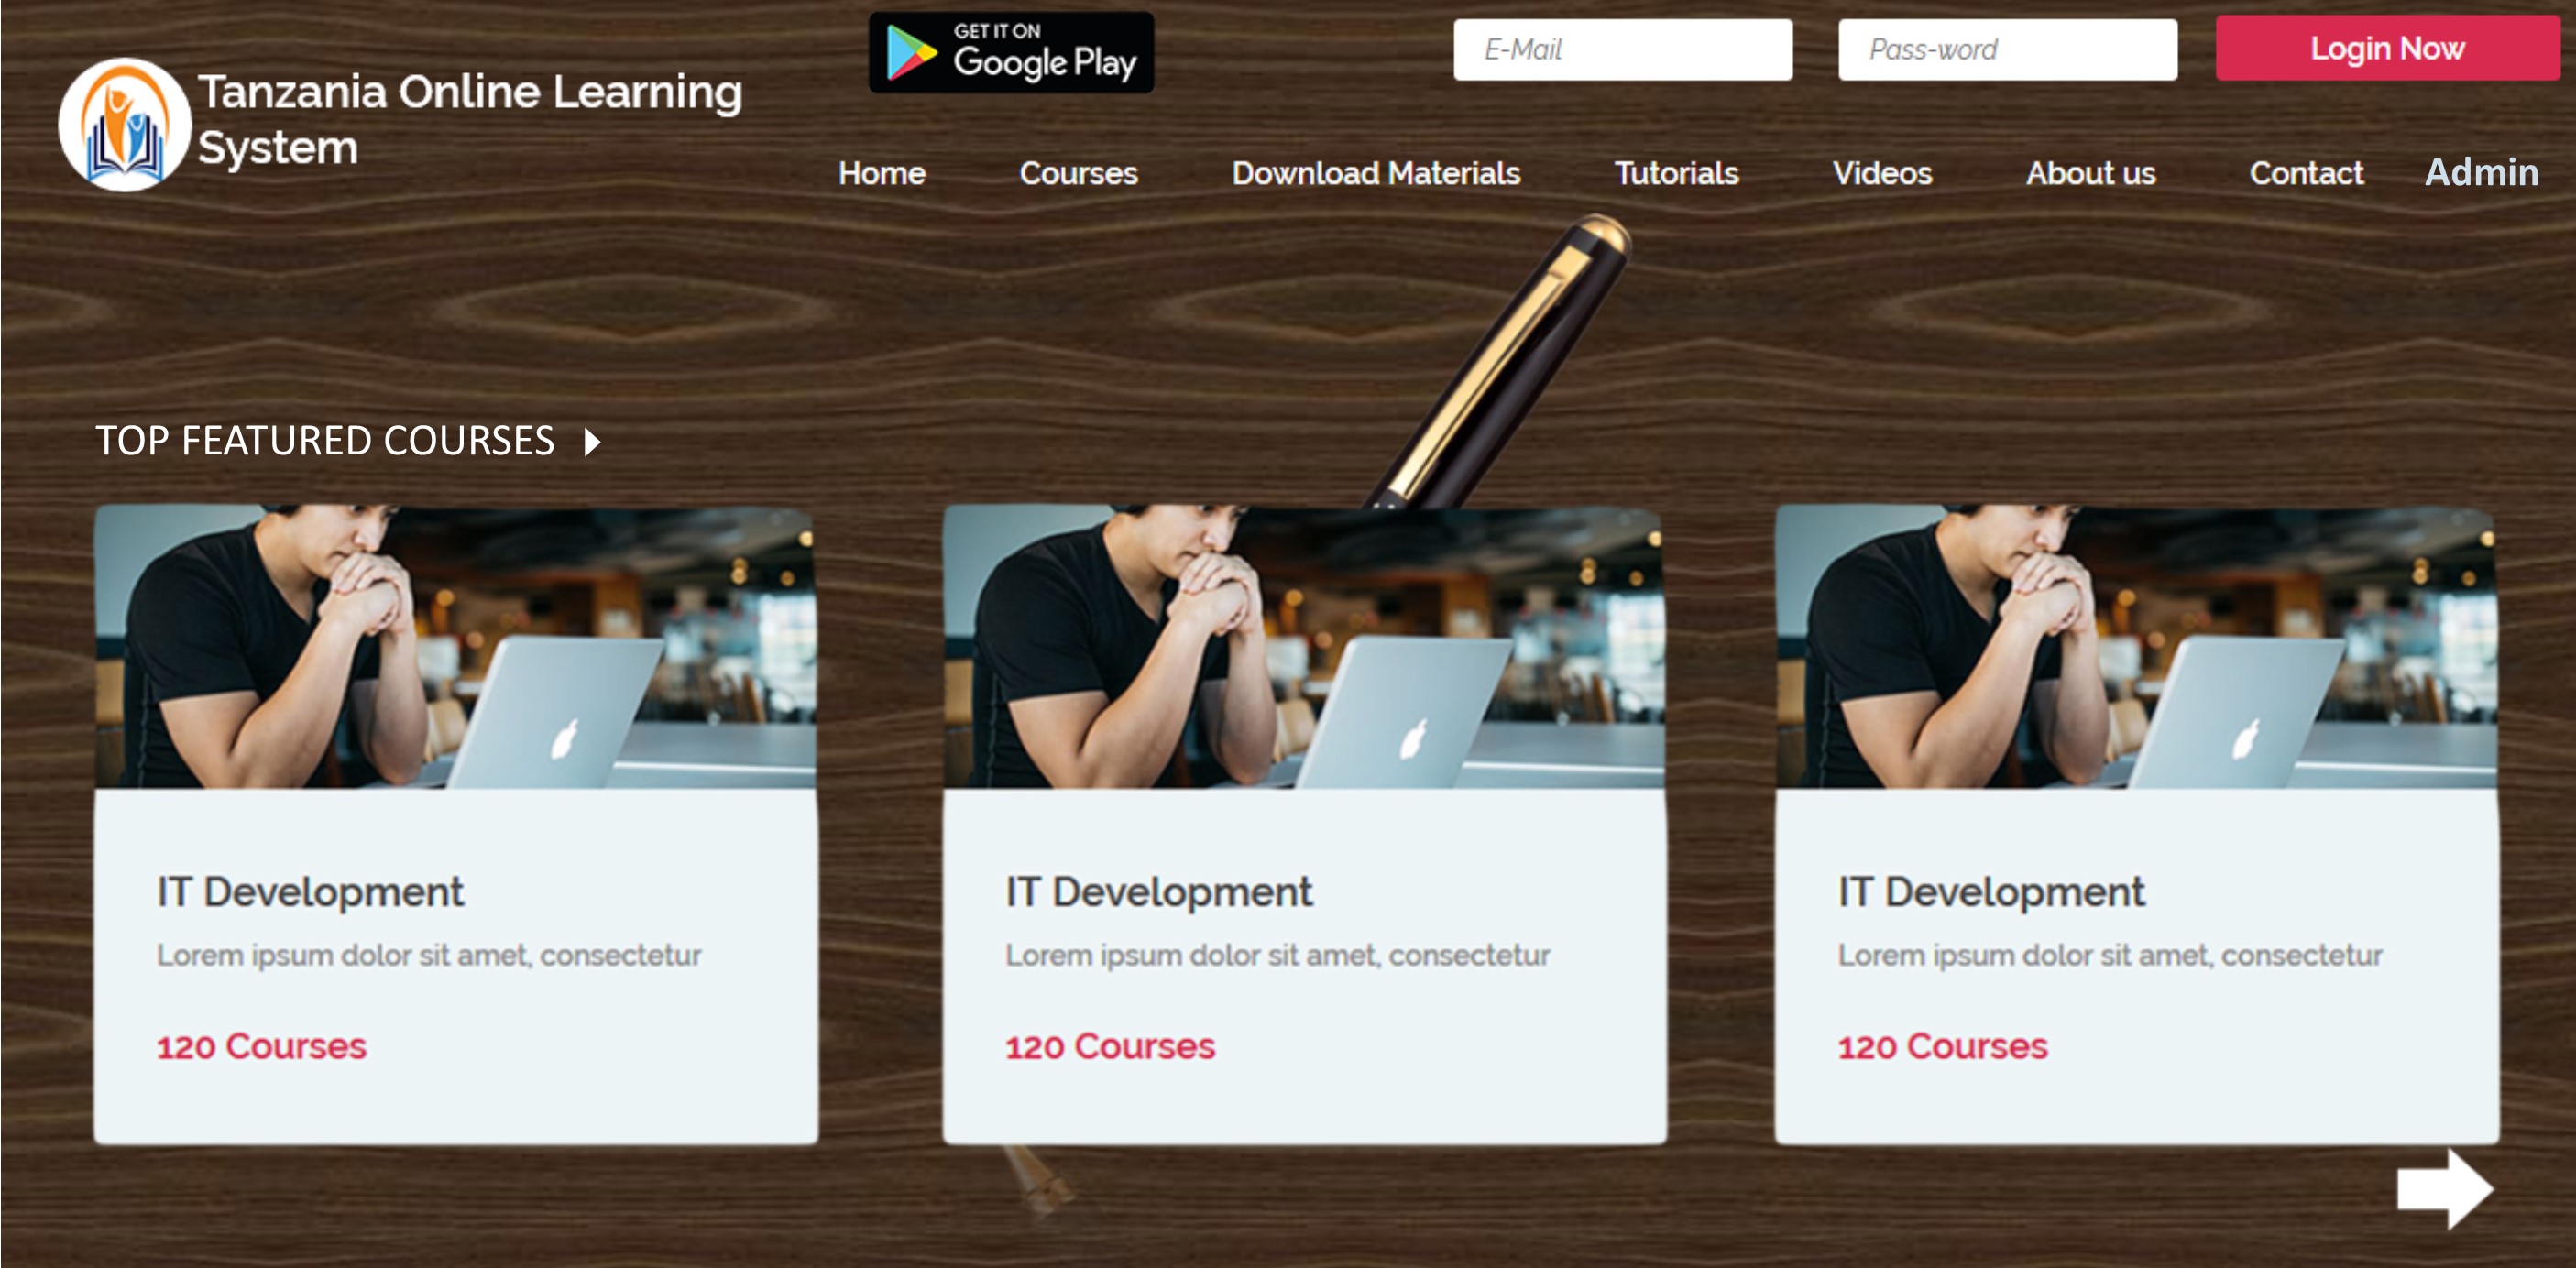 GET IT ON
Google Play
E-Mail
Pass-word
Login Now
Tanzania Online Learning
System
Home
Courses
Download Materials
Tutorials
Videos
About us
Contact
Admin
TOP FEATURED COURSES
IT Development
Lorem ipsum dolor sit amet, consectetur
120 Courses
IT Development
Lorem ipsum dolor sit amet, consectetur
120 Courses
IT Development
Lorem ipsum dolor sit amet, consectetur
120 Courses